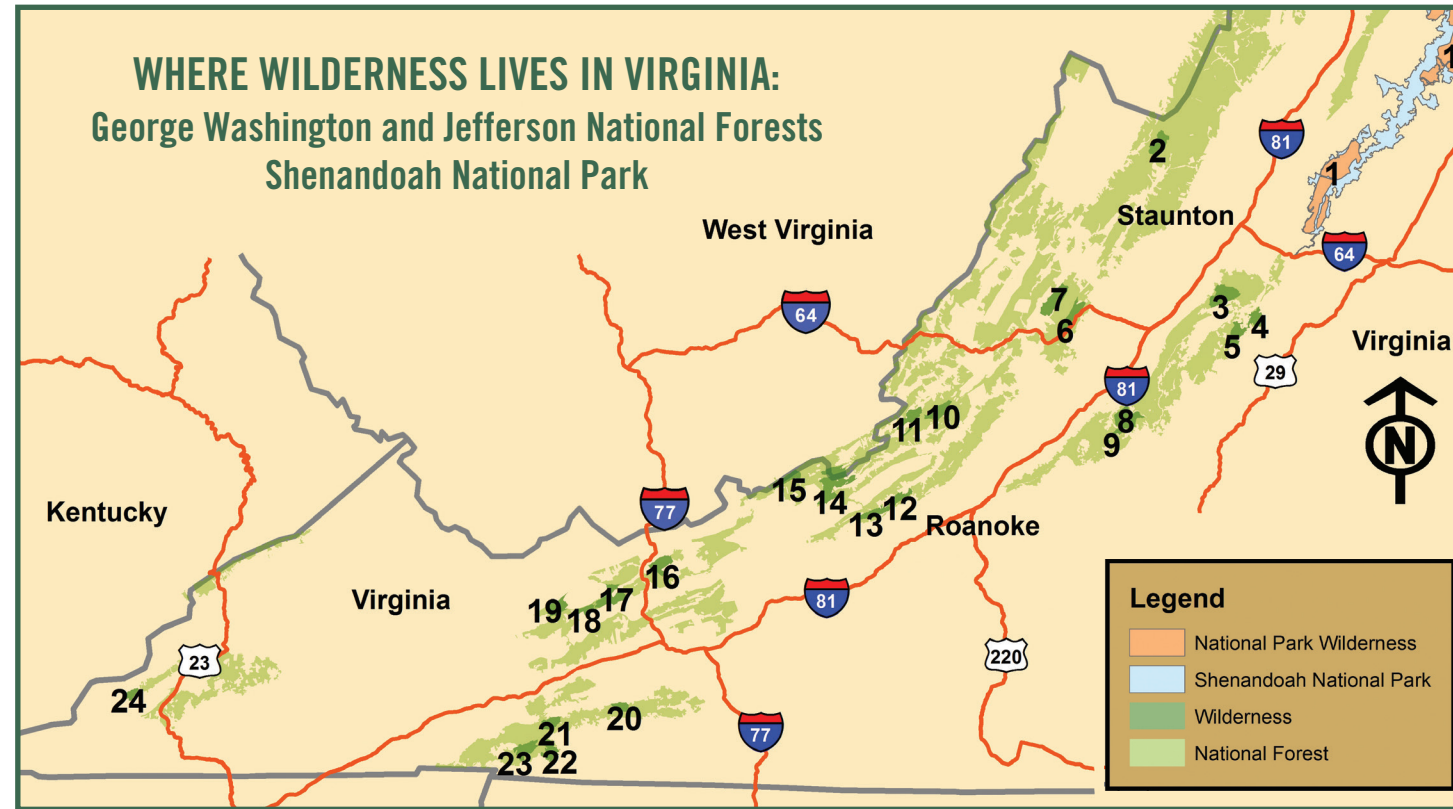 WHERE WILDERNESS LIVES IN VIRGINIA:
George Washington and Jefferson National Forests
Shenandoah National Park
1
81
2
1
Staunton
West Virginia
64
64
7
3
6
4
5
Virginia
29
81
8
10
11
9
N
15
14
12
13
Roanoke
Kentucky
77
16
Virginia
19
17
18
81
220
23
24
20
21
77
23
22
Legend
National Park Wilderness
Shenandoah National Park
Wilderness
National Forest